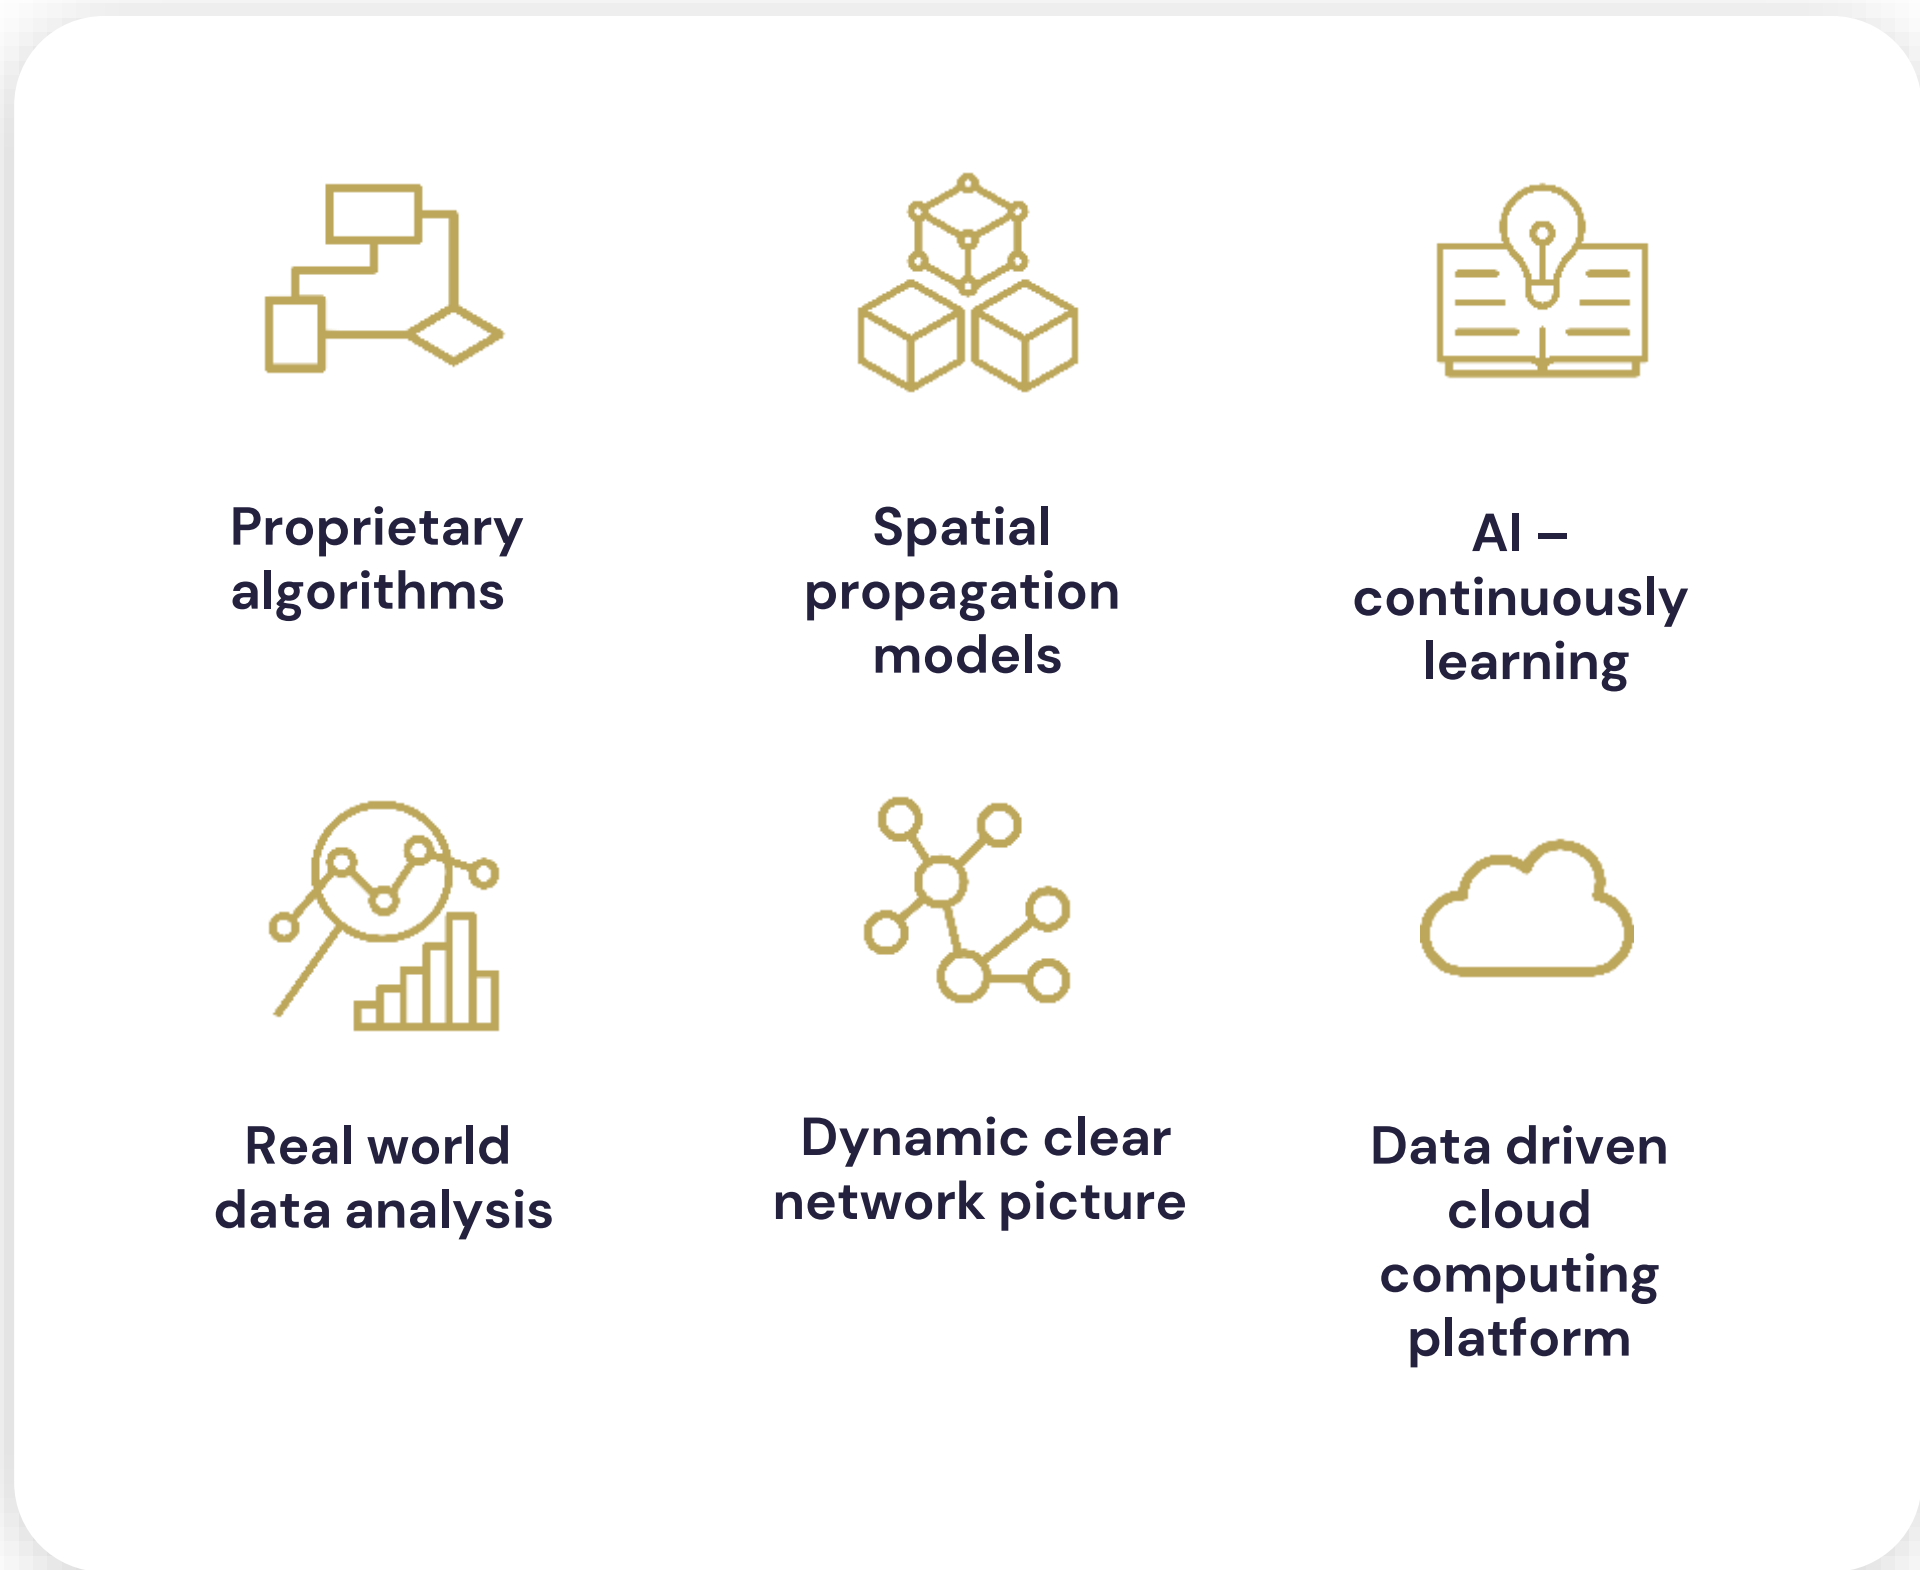 Proprietary
algorithms
Spatial
propagation
models
AI –
continuously
learning
Real world
data analysis
Dynamic clear
network picture
Data driven
cloud
computing
platform